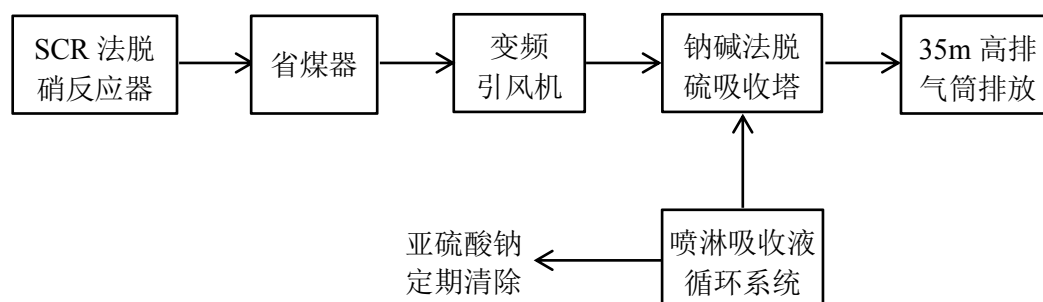 SCR 法脱
硝反应器
省煤器
变频
引风机
钠碱法脱
硫吸收塔
35m 高排
气筒排放
亚硫酸钠
定期清除
喷淋吸收液
循环系统